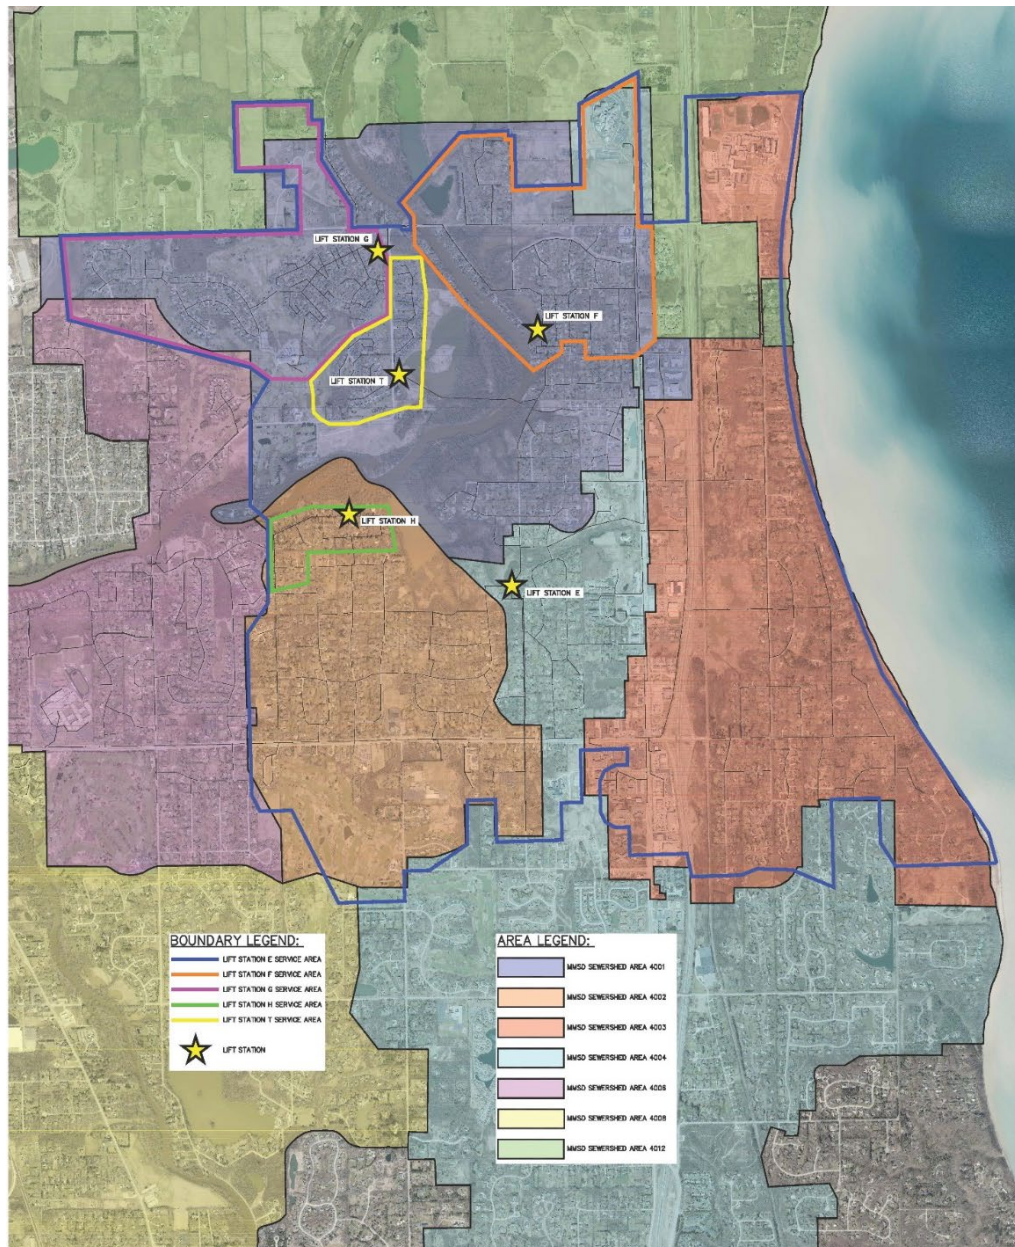 LIFT STATION G
LIFT STATION F
LIFT STATION T
LIFT STATION H
LIFT STATION E
BOUNDARY LEGEND:
LIFT STATION E SERVICE AREA
LIFT STATION F SERVICE AREA
LIFT STATION G SERVICE AREA
LIFT STATION H SERVICE AREA
LIFT STATION T SERVICE AREA
LIFT STATION
AREA LEGEND:
MMSD SEWERSHED AREA 4001
MMSD SEWERSHED AREA 4002
MMSD SEWERSHED AREA 4003
MMSD SEWERSHED AREA 4004
MMSD SEWERSHED AREA
MMSD SEWERSHED AREA
MMSD SEWERSHED AREA 4012